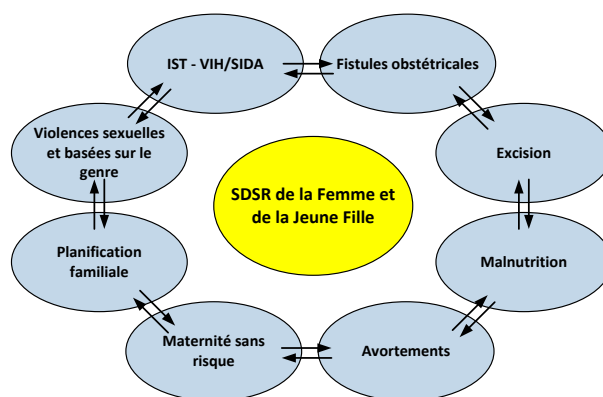 IST - VIH/SIDA
Fistules obstétricales
Violences sexuelles
et basées sur le
genre
Excision
SDSR de la Femme et
de la Jeune Fille
Planification
familiale
Malnutrition
Maternité sans
risque
Avortements